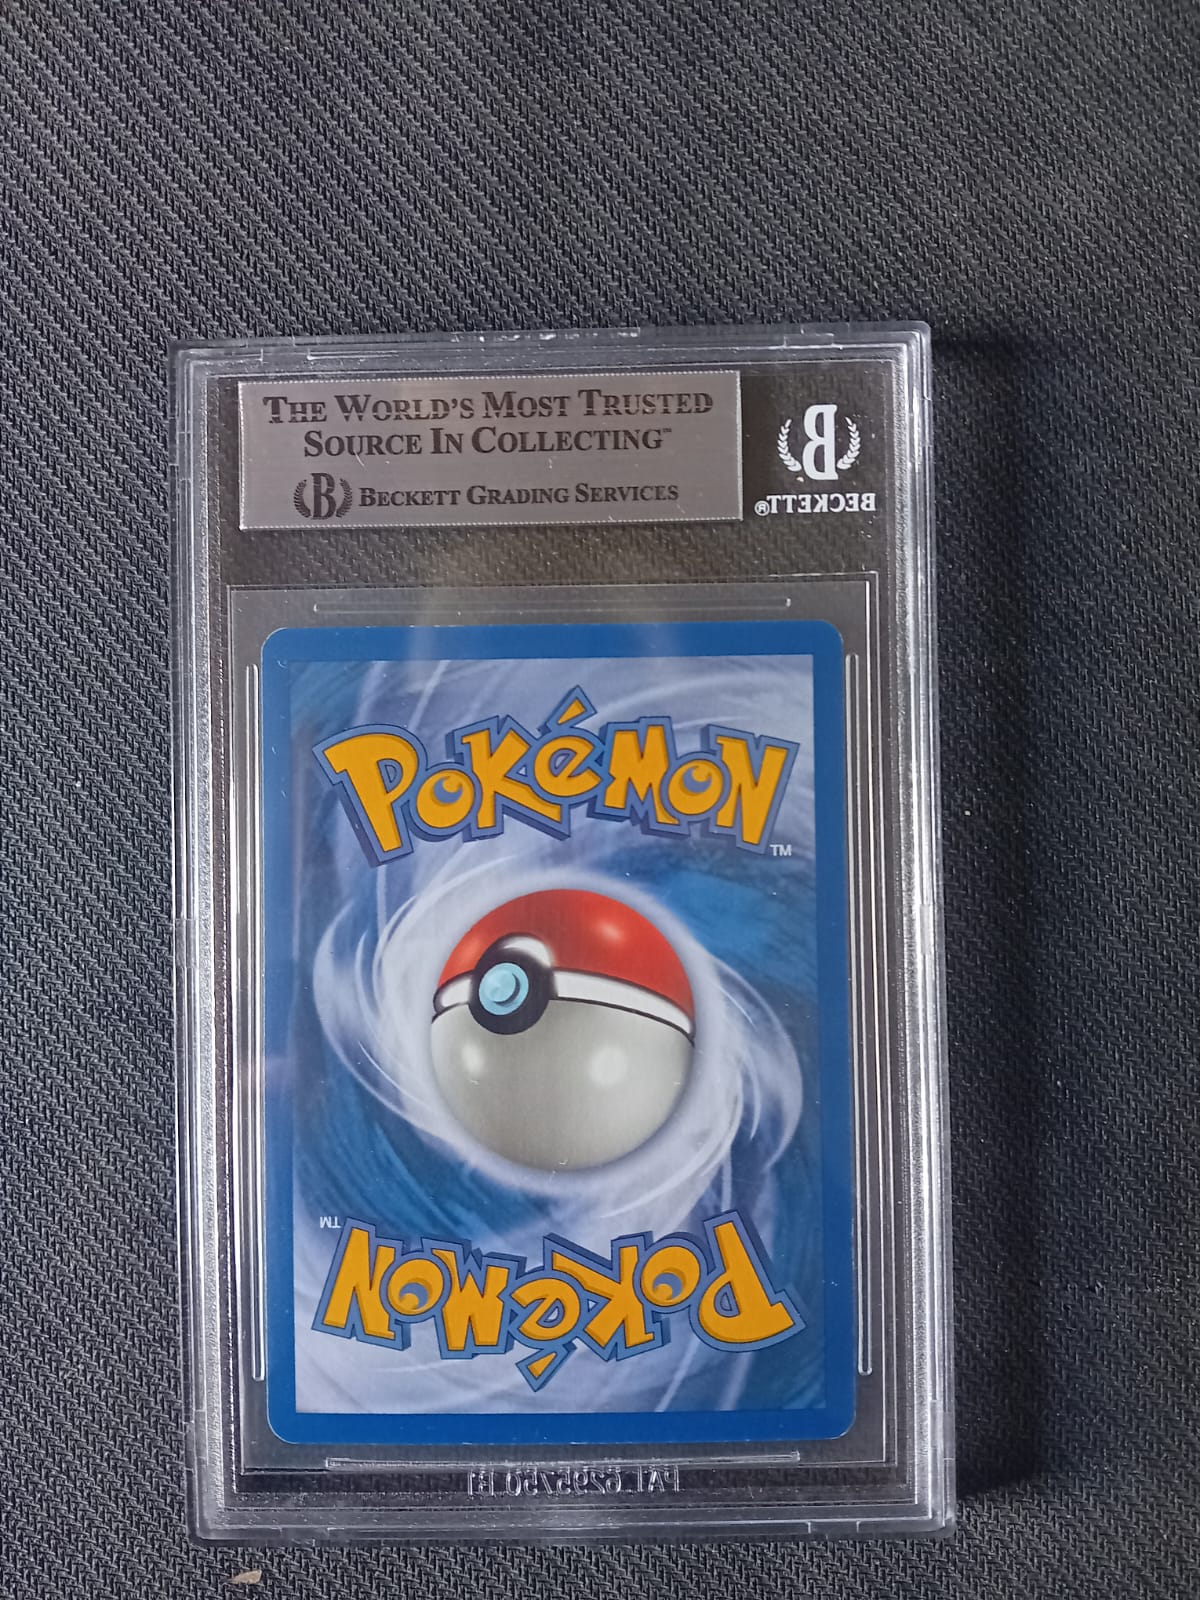 THE WORLD'S MOST TRUSTED
SOURCE IN COLLECTING™
B BECKETT GRADING SERVICES
B
BECKETT®
POKéMON
TM
POKéMON
TM